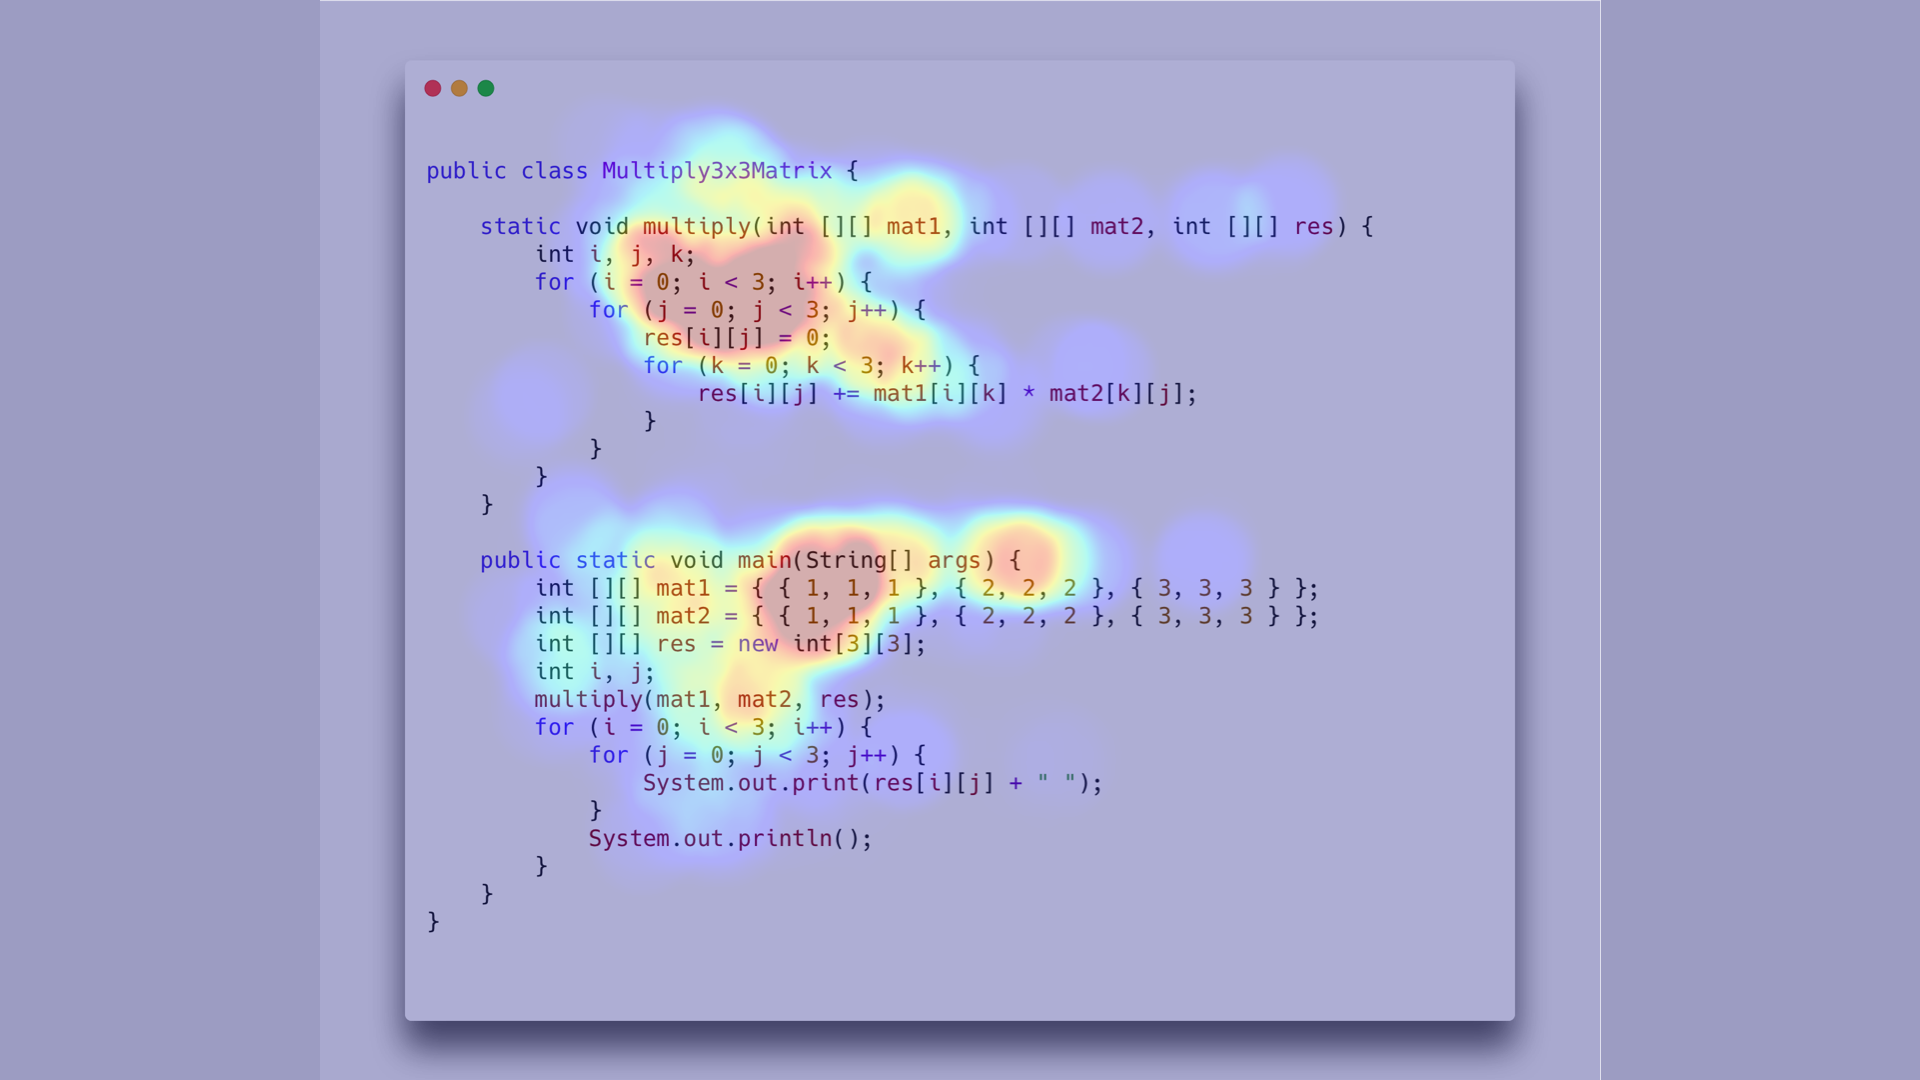 public class Multiply3x3Matrix {
static void multiply(int [][] mat1, int [][] mat2, int [][] res) {
int i, j, k;
for (i = 0; i < 3; i++) {
for (j = 0; j < 3; j++) {
res[i][j] = 0;
for (k = 0; k < 3; k++) {
res[i][j] += mat1[i][k] * mat2[k][j];
}
}
}
}
public static void main(String[] args) {
int [][] mat1 = { { 1, 1, 1 }, { 2, 2, 2 }, { 3, 3, 3 } };
int [][] mat2 = { { 1, 1, 1 }, { 2, 2, 2 }, { 3, 3, 3 } };
int [][] res = new int[3][3];
int i, j;
multiply(mat1, mat2, res);
for (i = 0; i < 3; i++) {
for (j = 0; j < 3; j++) {
System.out.print(res[i][j] + " ");
}
System.out.println();
}
}
}